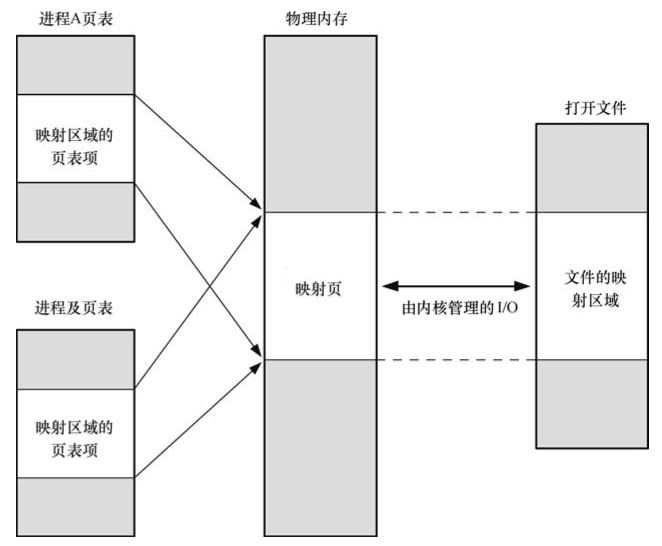 进程A页表
映射区域的
页表项
进程及页表
映射区域的
页表项
物理内存
映射页
由内核管理的I/O
打开文件
文件的映
射区域